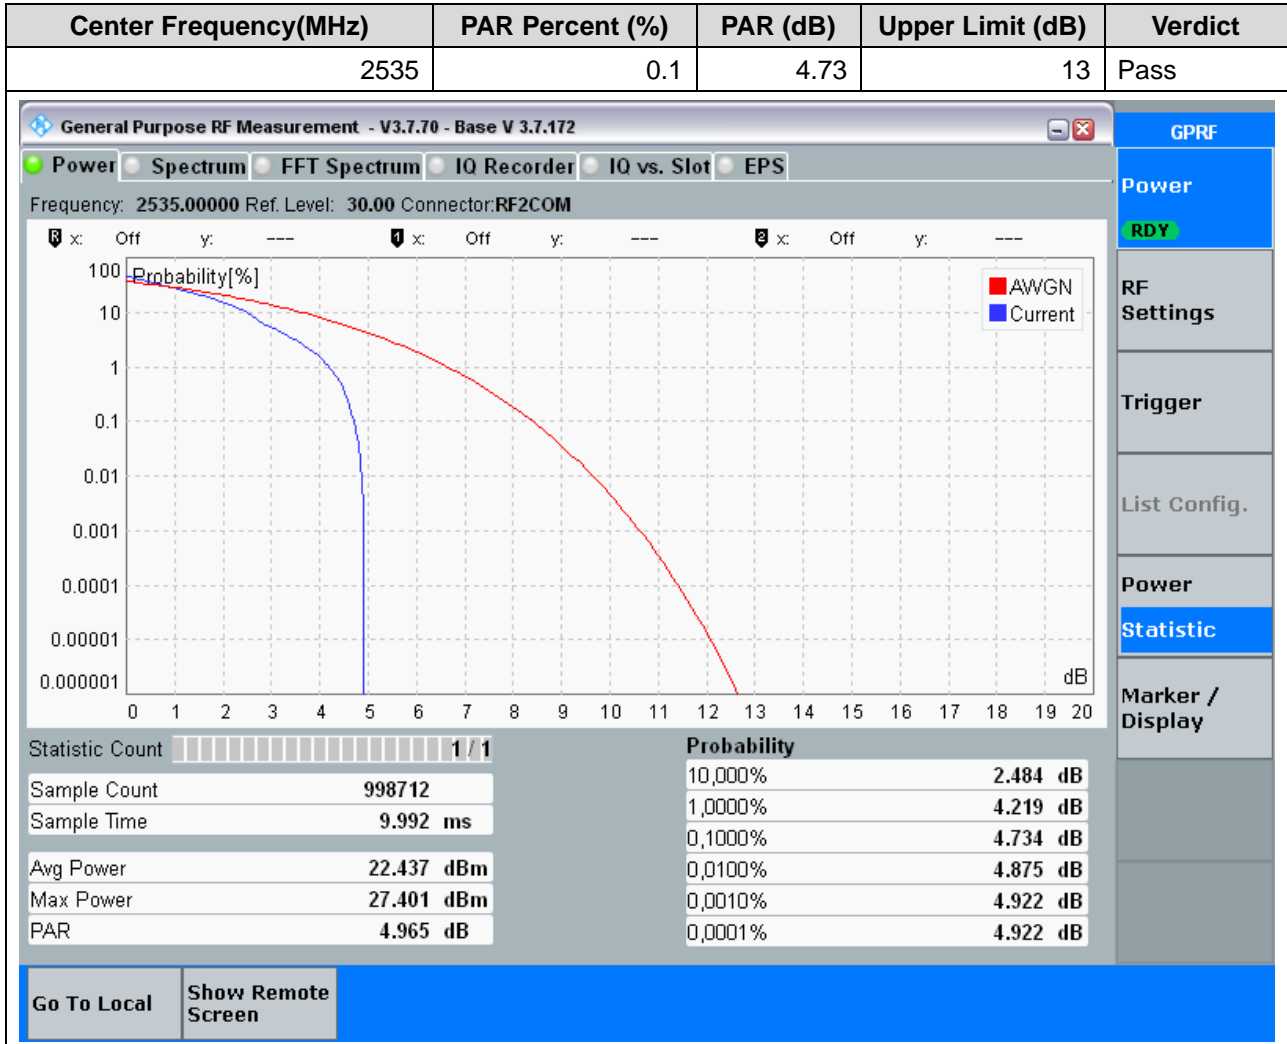 Center Frequency(MHz) PAR Percent (%) PAR (dB) Upper Limit (dB) Verdict
2535 0.1 4.73 13 Pass
General Purpose RF Measurement - V3.7.70 - Base V 3.7.172
GPRF
Power Spectrum FFT Spectrum IQ Recorder IQ vs. Slot EPS
Power
RDY
Frequency: 2535.00000 Ref. Level: 30.00 Connector:RF2COM
R x: Off y: --- 1 x: Off y: --- 2 x: Off y: ---
Probability[%]
100
10
1
0.1
0.01
0.001
0.0001
0.00001
0.000001
AWGN
Current
dB
0 1 2 3 4 5 6 7 8 9 10 11 12 13 14 15 16 17 18 19 20
RF
Settings
Trigger
List Config.
Power
Statistic
Marker /
Display
Statistic Count 1 / 1
Sample Count 998712
Sample Time 9.992 ms
Avg Power 22.437 dBm
Max Power 27.401 dBm
PAR 4.965 dB
Probability
10,000% 2.484 dB
1,0000% 4.219 dB
0,1000% 4.734 dB
0,0100% 4.875 dB
0,0010% 4.922 dB
0,0001% 4.922 dB
Go To Local
Show Remote
Screen